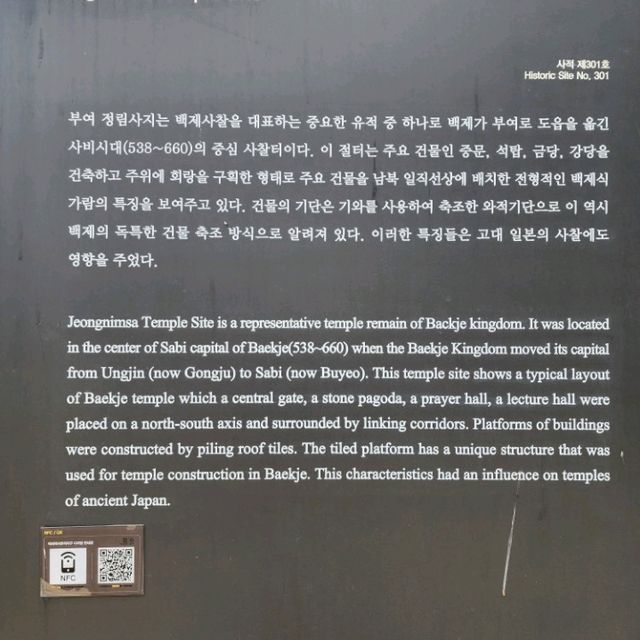 사적 제301호
Historic Site No, 301
부여 정림사지는 백제사찰을 대표하는 중요한 유적 중 하나로 백제가 부여로 도읍을 옮긴
사비시대(538~660)의 중심 사찰터이다. 이 절터는 주요 건물인 중문, 석탑, 금당, 강당을
건축하고 주위에 회랑을 구획한 형태로 주요 건물을 남북 일직선상에 배치한 전형적인 백제식
가람의 특징을 보여주고 있다. 건물의 기단은 기와를 사용하여 축조한 와적기단으로 이 역시
백제의 독특한 건물 축조 방식으로 알려져 있다. 이러한 특징들은 고대 일본의 사찰에도
영향을 주었다.
Jeongnimsa Temple Site is a representative temple remain of Backje kingdom. It was located
in the center of Sabi capital of Baekje(538~660) when the Baekje Kingdom moved its capital
from Ungjin (now Gongju) to Sabi (now Buyeo). This temple site shows a typical layout
of Baekje temple which a central gate, a stone pagoda, a prayer hall, a lecture hall were
placed on a north-south axis and surrounded by linking corridors. Platforms of buildings
were constructed by piling roof tiles. The tiled platform has a unique structure that was
used for temple construction in Baekje. This characteristics had an influence on temples
of ancient Japan.
NFC / QR
NFC